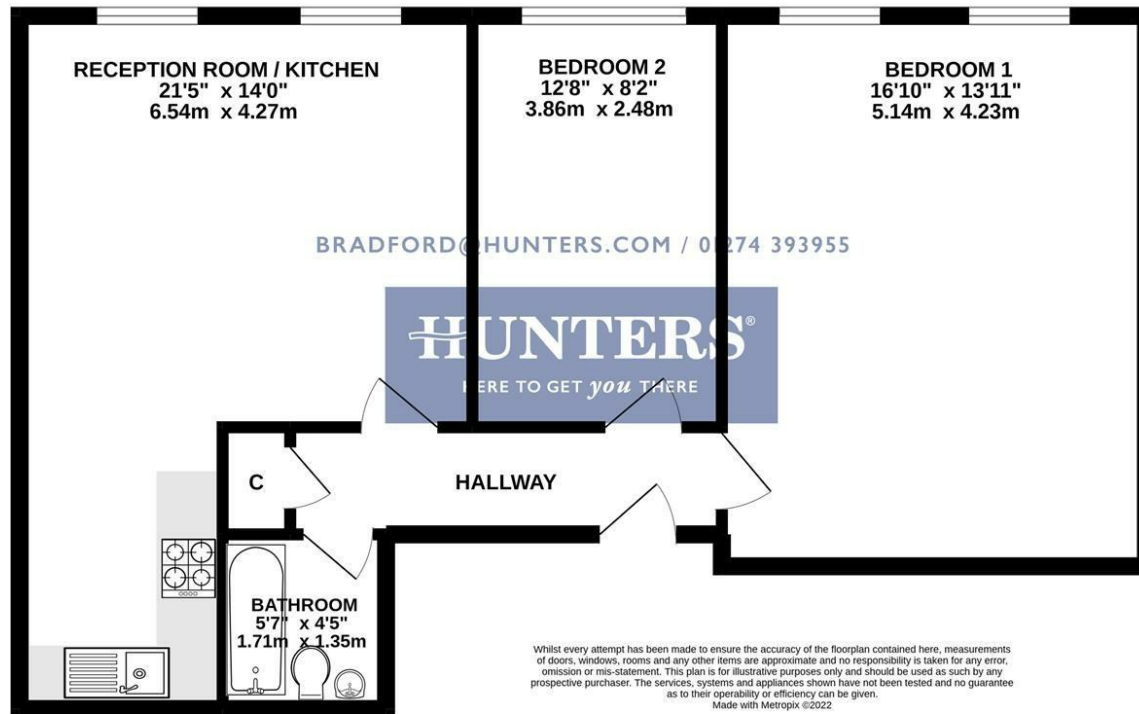 RECEPTION ROOM / KITCHEN
21'5" x 14'0"
6.54m x 4.27m
BEDROOM 2
12'8" x 8'2"
3.86m x 2.48m
BEDROOM 1
16'10" x 13'11"
5.14m x 4.23m
BRADFORD@HUNTERS.COM / 01274 393955
HUNTERS®
HERE TO GET you THERE
C
HALLWAY
BATHROOM
5'7" x 4'5"
1.71m x 1.35m
Whilst every attempt has been made to ensure the accuracy of the floorplan contained here, measurements
of doors, windows, rooms and any other items are approximate and no responsibility is taken for any error,
omission or mis-statement. This plan is for illustrative purposes only and should be used as such by any
prospective purchaser. The services, systems and appliances shown have not been tested and no guarantee
as to their operability or efficiency can be given.
Made with Metropix ©2022